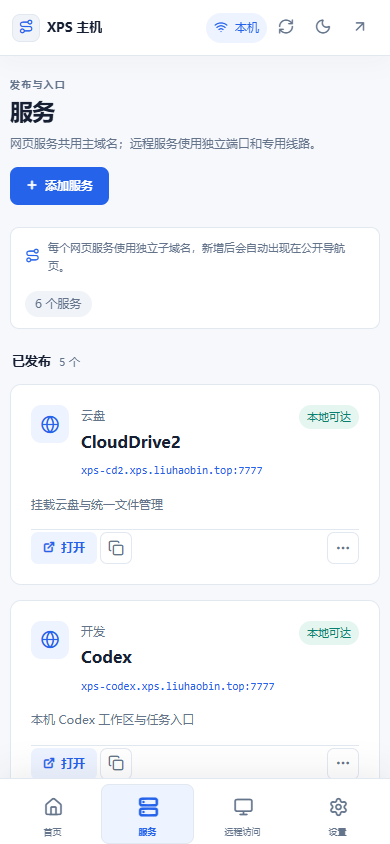 XPS 主机
本机
发布与入口
服务
网页服务共用主域名；远程服务使用独立端口和专用线路。
添加服务
每个网页服务使用独立子域名，新增后会自动出现在公开导航
页。
6 个服务
已发布 5 个
云盘
本地可达
CloudDrive2
xps-cd2.xps.liuhaobin.top:7777
挂载云盘与统一文件管理
打开
开发
本地可达
Codex
xps-codex.xps.liuhaobin.top:7777
本机 Codex 工作区与任务入口
打开
首页
服务
远程访问
设置